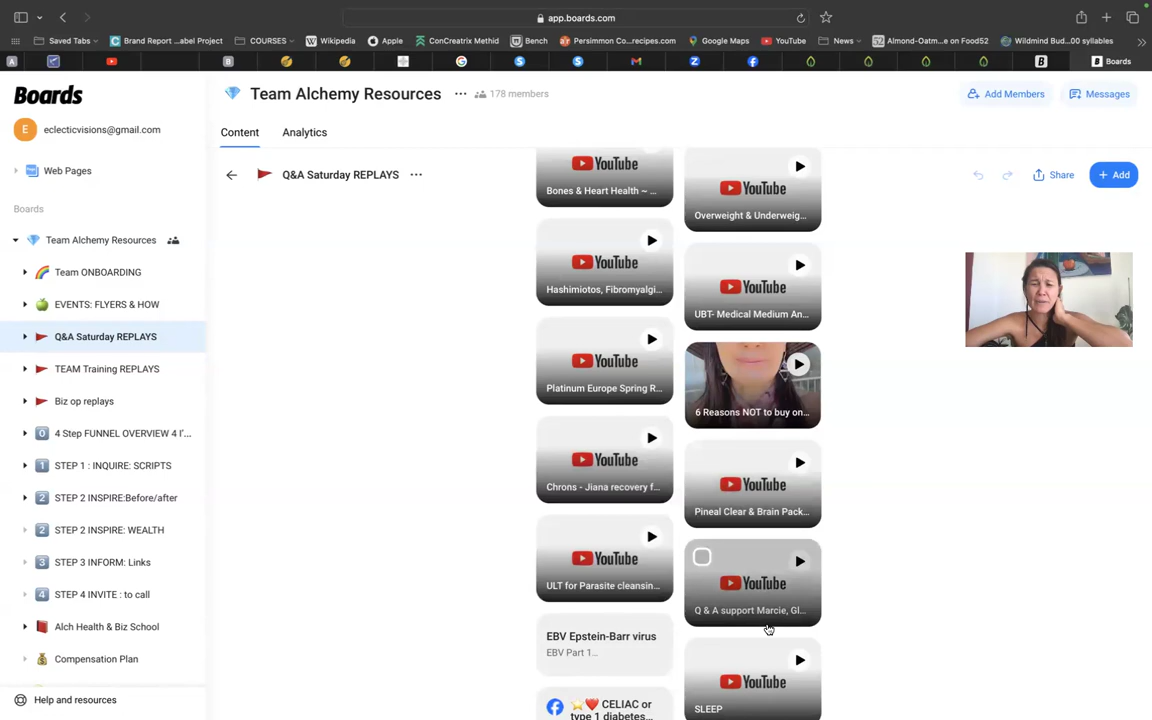 app.boards.com
Saved Tabs
Brand Report ...abel Project
COURSES
Wikipedia
Apple
ConCreatrix Methid
Bench
Persimmon Co...recipes.com
Google Maps
YouTube
News
Almond-Oatm...e on Food52
Wildmind Bud...00 syllables
Boards
Boards
eclecticvisions@gmail.com
Web Pages
Boards
Team Alchemy Resources
Team ONBOARDING
EVENTS: FLYERS & HOW
Q&A Saturday REPLAYS
TEAM Training REPLAYS
Biz op replays
4 Step FUNNEL OVERVIEW 4 I'...
STEP 1 : INQUIRE: SCRIPTS
STEP 2 INSPIRE:Before/after
STEP 2 INSPIRE: WEALTH
STEP 3 INFORM: Links
STEP 4 INVITE : to call
Alch Health & Biz School
Compensation Plan
Help and resources
Team Alchemy Resources
178 members
Add Members
Messages
Content
Analytics
Q&A Saturday REPLAYS
Share
+ Add
YouTube
Bones & Heart Health ~ ...
YouTube
Hashimiotos, Fibromyalgi...
YouTube
Platinum Europe Spring R...
YouTube
Chrons - Jiana recovery f...
YouTube
ULT for Parasite cleansin...
EBV Epstein-Barr virus
EBV Part 1...
CELIAC or
type 1 diabetes...
YouTube
Overweight & Underweig...
YouTube
UBT- Medical Medium An...
6 Reasons NOT to buy on...
YouTube
Pineal Clear & Brain Pack...
YouTube
Q & A support Marcie, Gl...
YouTube
SLEEP